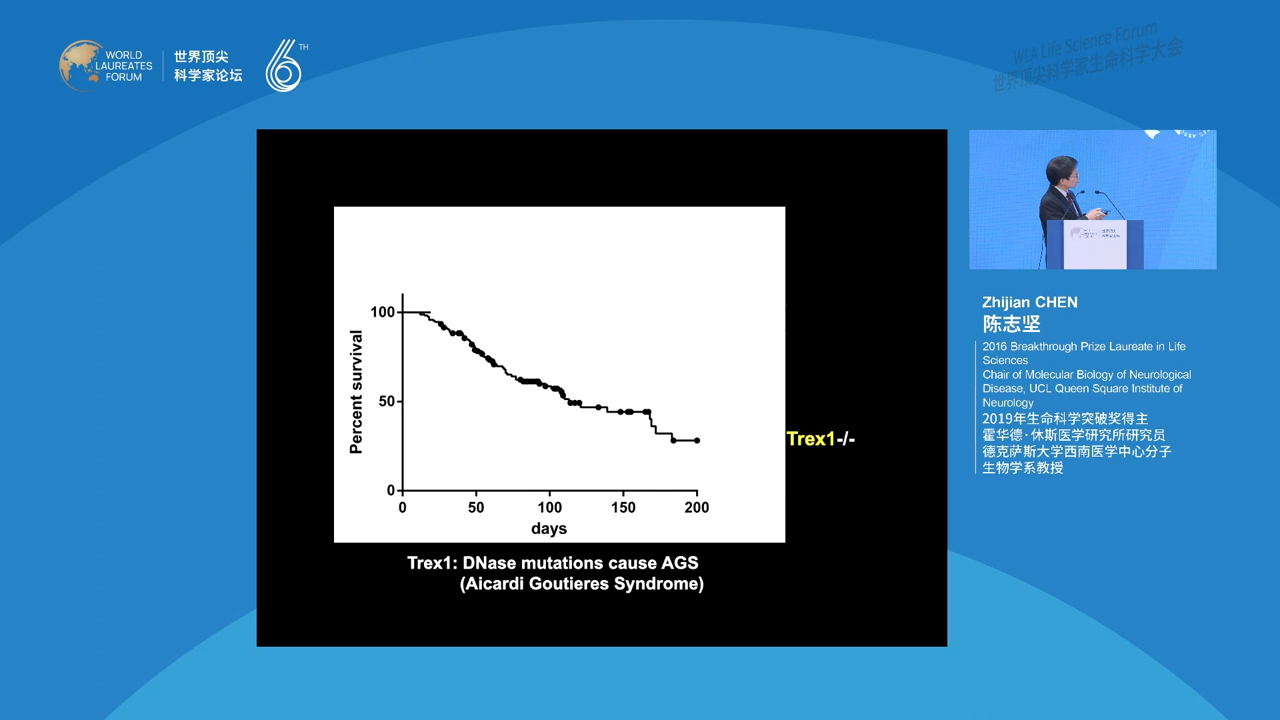 WORLD
LAUREATES
FORUM
世界顶尖
科学家论坛
6TH
WLA Life Science Forum
世界顶尖科学家生命科学大会
100
50
0
Percent survival
0 50 100 150 200
days
Trex1-/-
Trex1: DNase mutations cause AGS
(Aicardi Goutieres Syndrome)
Zhijian CHEN
陈志坚
2016 Breakthrough Prize Laureate in Life
Sciences
Chair of Molecular Biology of Neurological
Disease, UCL Queen Square Institute of
Neurology
2019年生命科学突破奖得主
霍华德·休斯医学研究所研究员
德克萨斯大学西南医学中心分子
生物学系教授